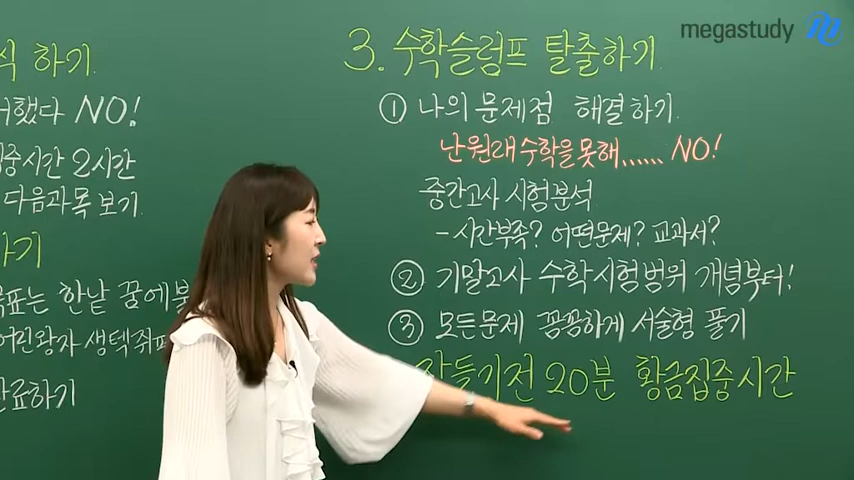 megastudy
식 하기
했다 NO!
집중시간 2시간
다음과목 보기
하기
목표는 한낱 꿈에
어린왕자 생텍쥐페
완료하기
3. 수학슬럼프 탈출하기
① 나의 문제점 해결하기
난 원래 수학을 못해...... NO!
중간고사 시험분석
- 시간부족? 어떤문제? 교과서?
② 기말고사 수학시험범위 개념부터!
③ 모든문제 꼼꼼하게 서술형 풀기
잠들기전 20분 황금집중시간